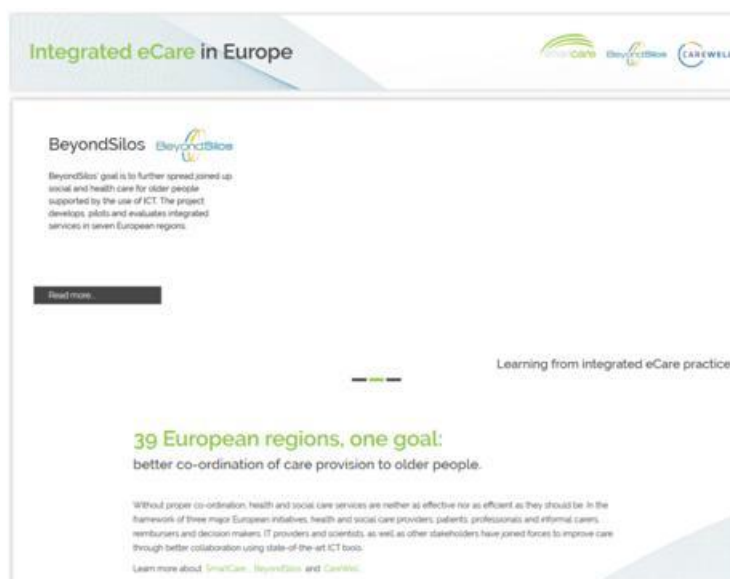 Integrated eCare in Europe
smartcare BeyondSilos CAREWELL
BeyondSilos BeyondSilos
BeyondSilos' goal is to further spread joined up
social and health care for older people
supported by the use of ICT. The project
develops, pilots and evaluates integrated
services in seven European regions.
Read more...
Learning from integrated eCare practice
39 European regions, one goal:
better co-ordination of care provision to older people.
Without proper co-ordination, health and social care services are neither as effective nor as efficient as they should be. In the
framework of three major European initiatives, health and social care providers, patients, professionals and informal carers,
reimbursers and decision makers, IT providers and scientists, as well as other stakeholders have joined forces to improve care
through better collaboration using state-of-the-art ICT tools.
Learn more about SmartCare , BeyondSilos and CareWell.